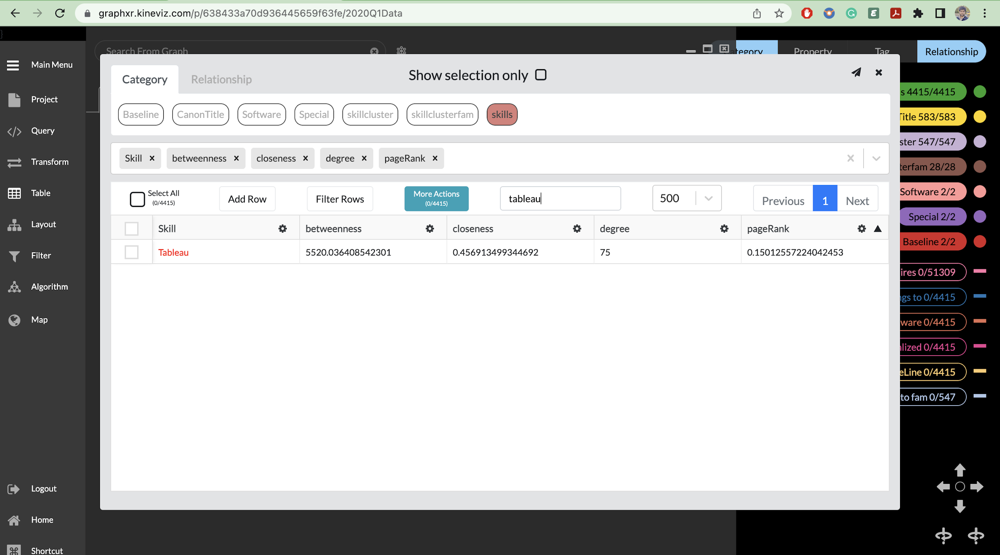 graphxr.kineviz.com/p/638433a70d936445659f63fe/2020Q1Data
}
Main Menu
Project
Query
Transform
Table
Layout
Filter
Algorithm
Map
Logout
Home
Shortcut
Search From Graph
tegory
Property
Tag
Relationship
Category
Relationship
Show selection only
Baseline
CanonTitle
Software
Special
skillcluster
skillclusterfam
skills
Skill
betweenness
closeness
degree
pageRank
Select All
(0/4415)
Add Row
Filter Rows
More Actions
(0/4415)
tableau
500
Previous
1
Next
Skill betweenness closeness degree pageRank
Tableau 5520.036408542301 0.456913499344692 75 0.15012557224042453
s 4415/4415
Title 583/583
ster 547/547
terfam 28/28
Software 2/2
Special 2/2
Baseline 2/2
ires 0/51309
ngs to 0/4415
ware 0/4415
alized 0/4415
eLine 0/4415
to fam 0/547